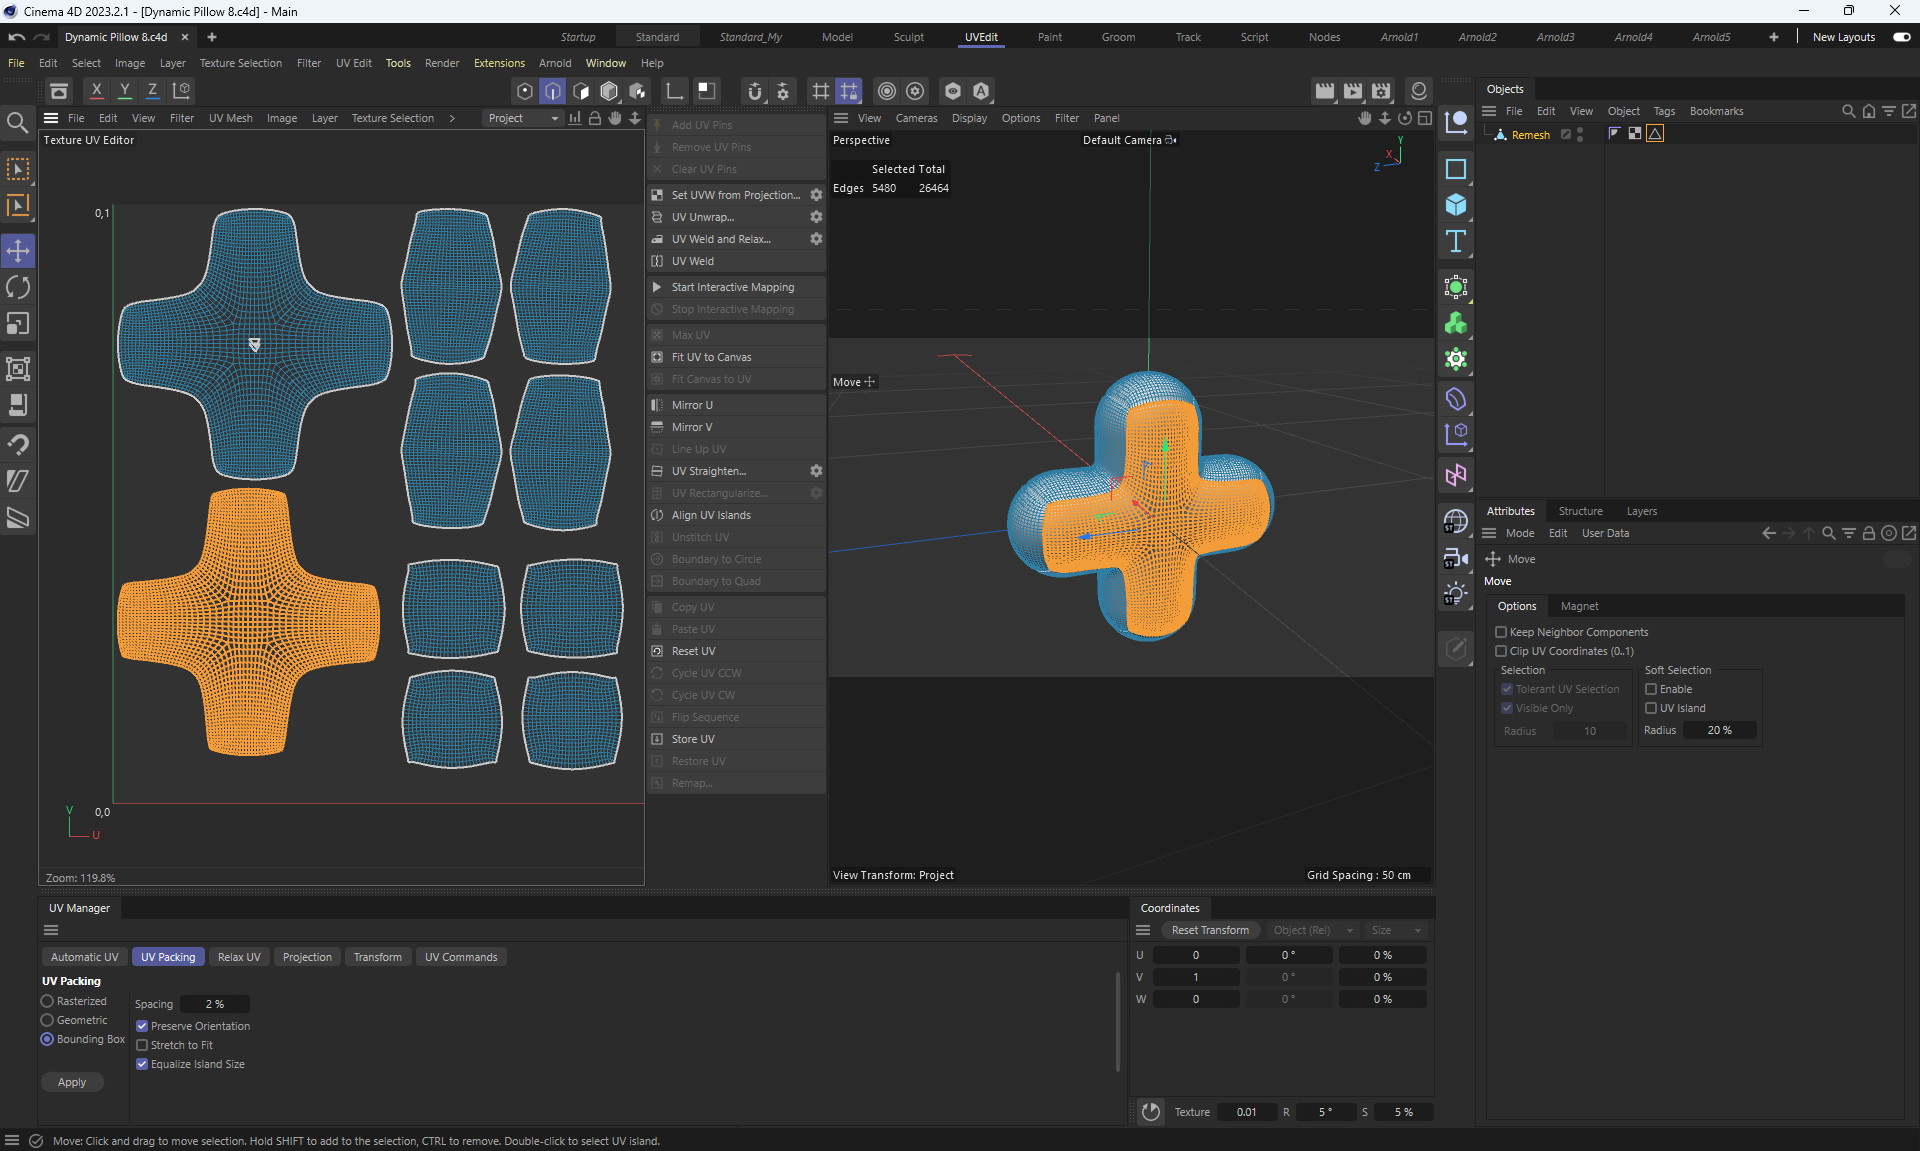 Cinema 4D 2023.2.1 - [Dynamic Pillow 8.c4d] - Main
Dynamic Pillow 8.c4d
Startup Standard Standard_My Model Sculpt UVEdit Paint Groom Track Script Nodes Arnold1 Arnold2 Arnold3 Arnold4 Arnold5 New Layouts
File Edit Select Image Layer Texture Selection Filter UV Edit Tools Render Extensions Arnold Window Help
X Y Z
File Edit View Filter UV Mesh Image Layer Texture Selection Project
Texture UV Editor
0,1
0,0
V
U
Zoom: 119.8%
Add UV Pins
Remove UV Pins
Clear UV Pins
Set UVW from Projection...
UV Unwrap...
UV Weld and Relax...
UV Weld
Start Interactive Mapping
Stop Interactive Mapping
Max UV
Fit UV to Canvas
Fit Canvas to UV
Mirror U
Mirror V
Line Up UV
UV Straighten...
UV Rectangularize...
Align UV Islands
Unstitch UV
Boundary to Circle
Boundary to Quad
Copy UV
Paste UV
Reset UV
Cycle UV CCW
Cycle UV CW
Flip Sequence
Store UV
Restore UV
Remap...
View Cameras Display Options Filter Panel
Perspective
Default Camera
Selected Total
Edges 5480 26464
Y
X
Z
Move
View Transform: Project
Grid Spacing : 50 cm
T
ST
ST
ST
Objects
File Edit View Object Tags Bookmarks
Remesh
Attributes Structure Layers
Mode Edit User Data
Move
Move
Options Magnet
Keep Neighbor Components
Clip UV Coordinates (0..1)
Selection
Tolerant UV Selection
Visible Only
Radius 10
Soft Selection
Enable
UV Island
Radius 20 %
UV Manager
Automatic UV UV Packing Relax UV Projection Transform UV Commands
UV Packing
Rasterized
Geometric
Bounding Box
Spacing 2 %
Preserve Orientation
Stretch to Fit
Equalize Island Size
Apply
Coordinates
Reset Transform Object (Rel) Size
U 0 0 ° 0 %
V 1 0 ° 0 %
W 0 0 ° 0 %
Texture 0.01 R 5 ° S 5 %
Move: Click and drag to move selection. Hold SHIFT to add to the selection, CTRL to remove. Double-click to select UV island.